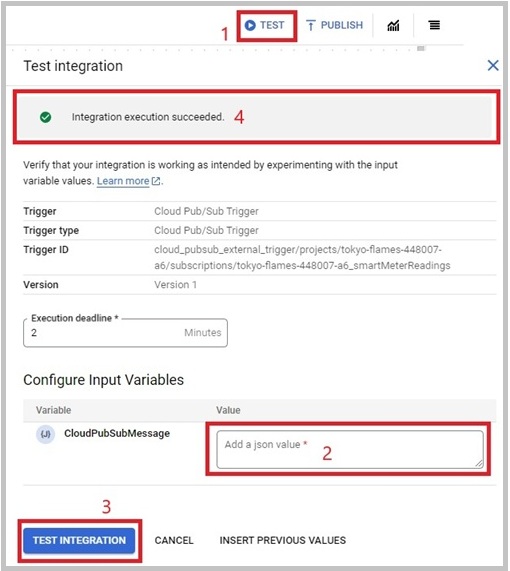 1 TEST PUBLISH
Test integration
Integration execution succeeded. 4
Verify that your integration is working as intended by experimenting with the input
variable values. Learn more.
Trigger Cloud Pub/Sub Trigger
Trigger type Cloud Pub/Sub Trigger
Trigger ID cloud_pubsub_external_trigger/projects/tokyo-flames-448007-
a6/subscriptions/tokyo-flames-448007-a6_smartMeterReadings
Version Version 1
Execution deadline *
2 Minutes
Configure Input Variables
Variable Value
{J} CloudPubSubMessage
Add a json value * 2
3
TEST INTEGRATION CANCEL INSERT PREVIOUS VALUES